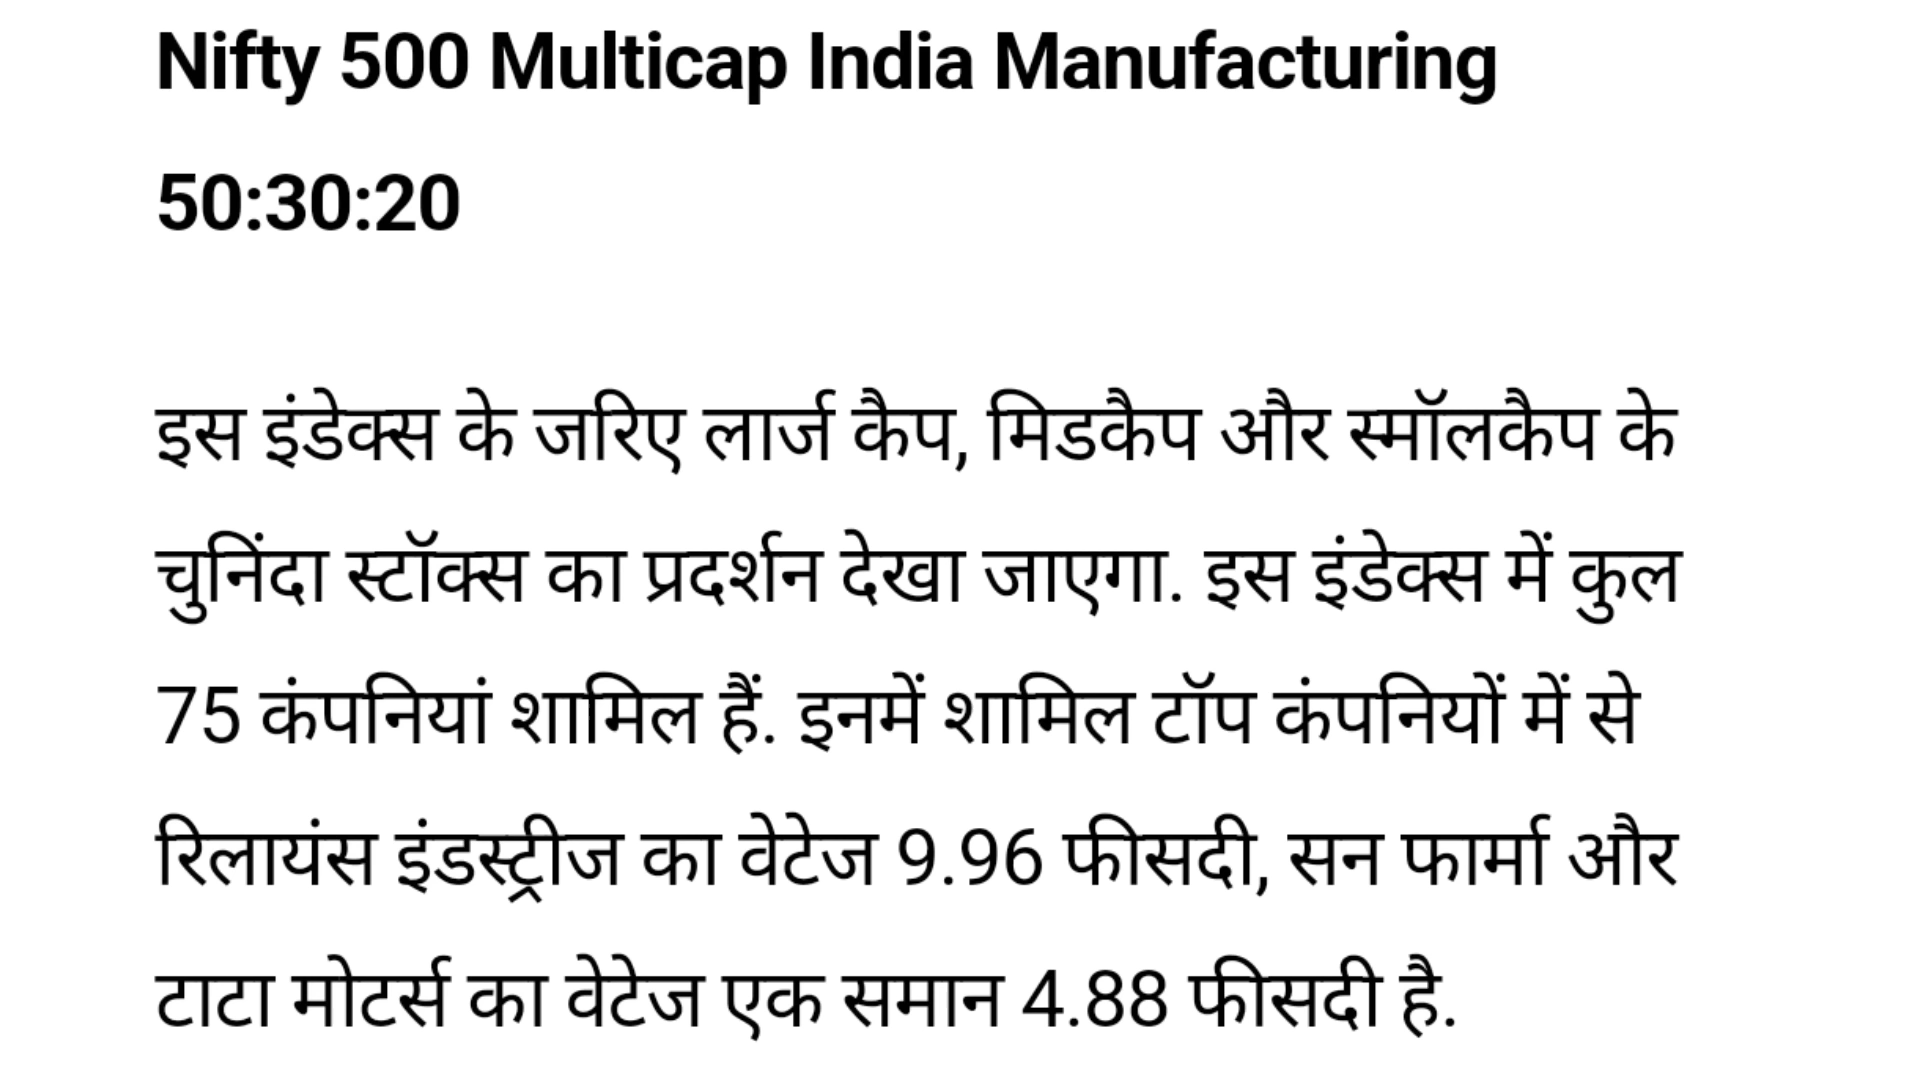 Nifty 500 Multicap India Manufacturing
50:30:20
इस इंडेक्स के जरिए लार्ज कैप, मिडकैप और स्मॉलकैप के
चुनिंदा स्टॉक्स का प्रदर्शन देखा जाएगा. इस इंडेक्स में कुल
75 कंपनियां शामिल हैं. इनमें शामिल टॉप कंपनियों में से
रिलायंस इंडस्ट्रीज का वेटेज 9.96 फीसदी, सन फार्मा और
टाटा मोटर्स का वेटेज एक समान 4.88 फीसदी है.